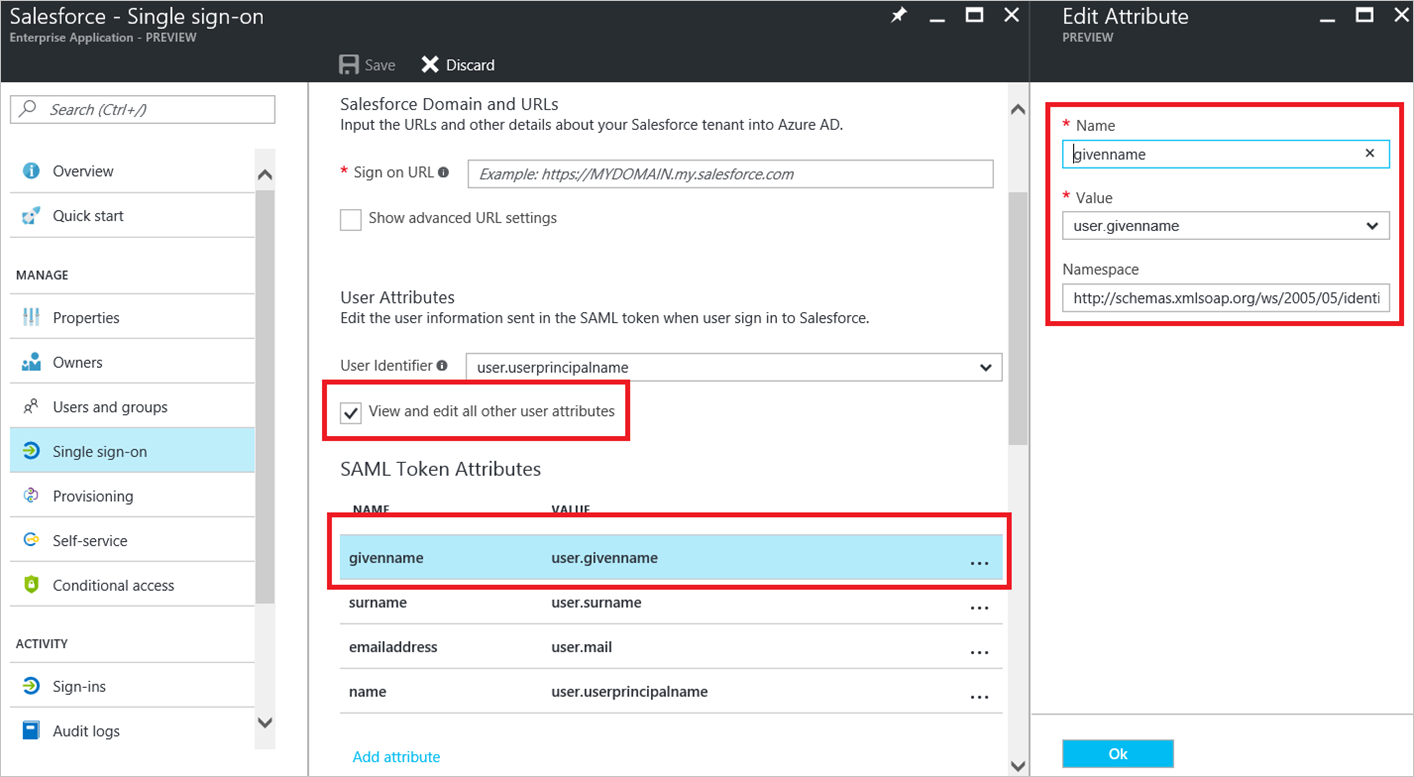 Salesforce - Single sign-on
Enterprise Application - PREVIEW
Save
Discard
Search (Ctrl+/)
Overview
Quick start
MANAGE
Properties
Owners
Users and groups
Single sign-on
Provisioning
Self-service
Conditional access
ACTIVITY
Sign-ins
Audit logs
Salesforce Domain and URLs
Input the URLs and other details about your Salesforce tenant into Azure AD.
* Sign on URL
Example: https://MYDOMAIN.my.salesforce.com
Show advanced URL settings
User Attributes
Edit the user information sent in the SAML token when user sign in to Salesforce.
User Identifier
user.userprincipalname
View and edit all other user attributes
SAML Token Attributes
NAME VALUE
givenname user.givenname ...
surname user.surname ...
emailaddress user.mail ...
name user.userprincipalname ...
Add attribute
Edit Attribute
PREVIEW
* Name
givenname
* Value
user.givenname
Namespace
http://schemas.xmlsoap.org/ws/2005/05/identi
Ok